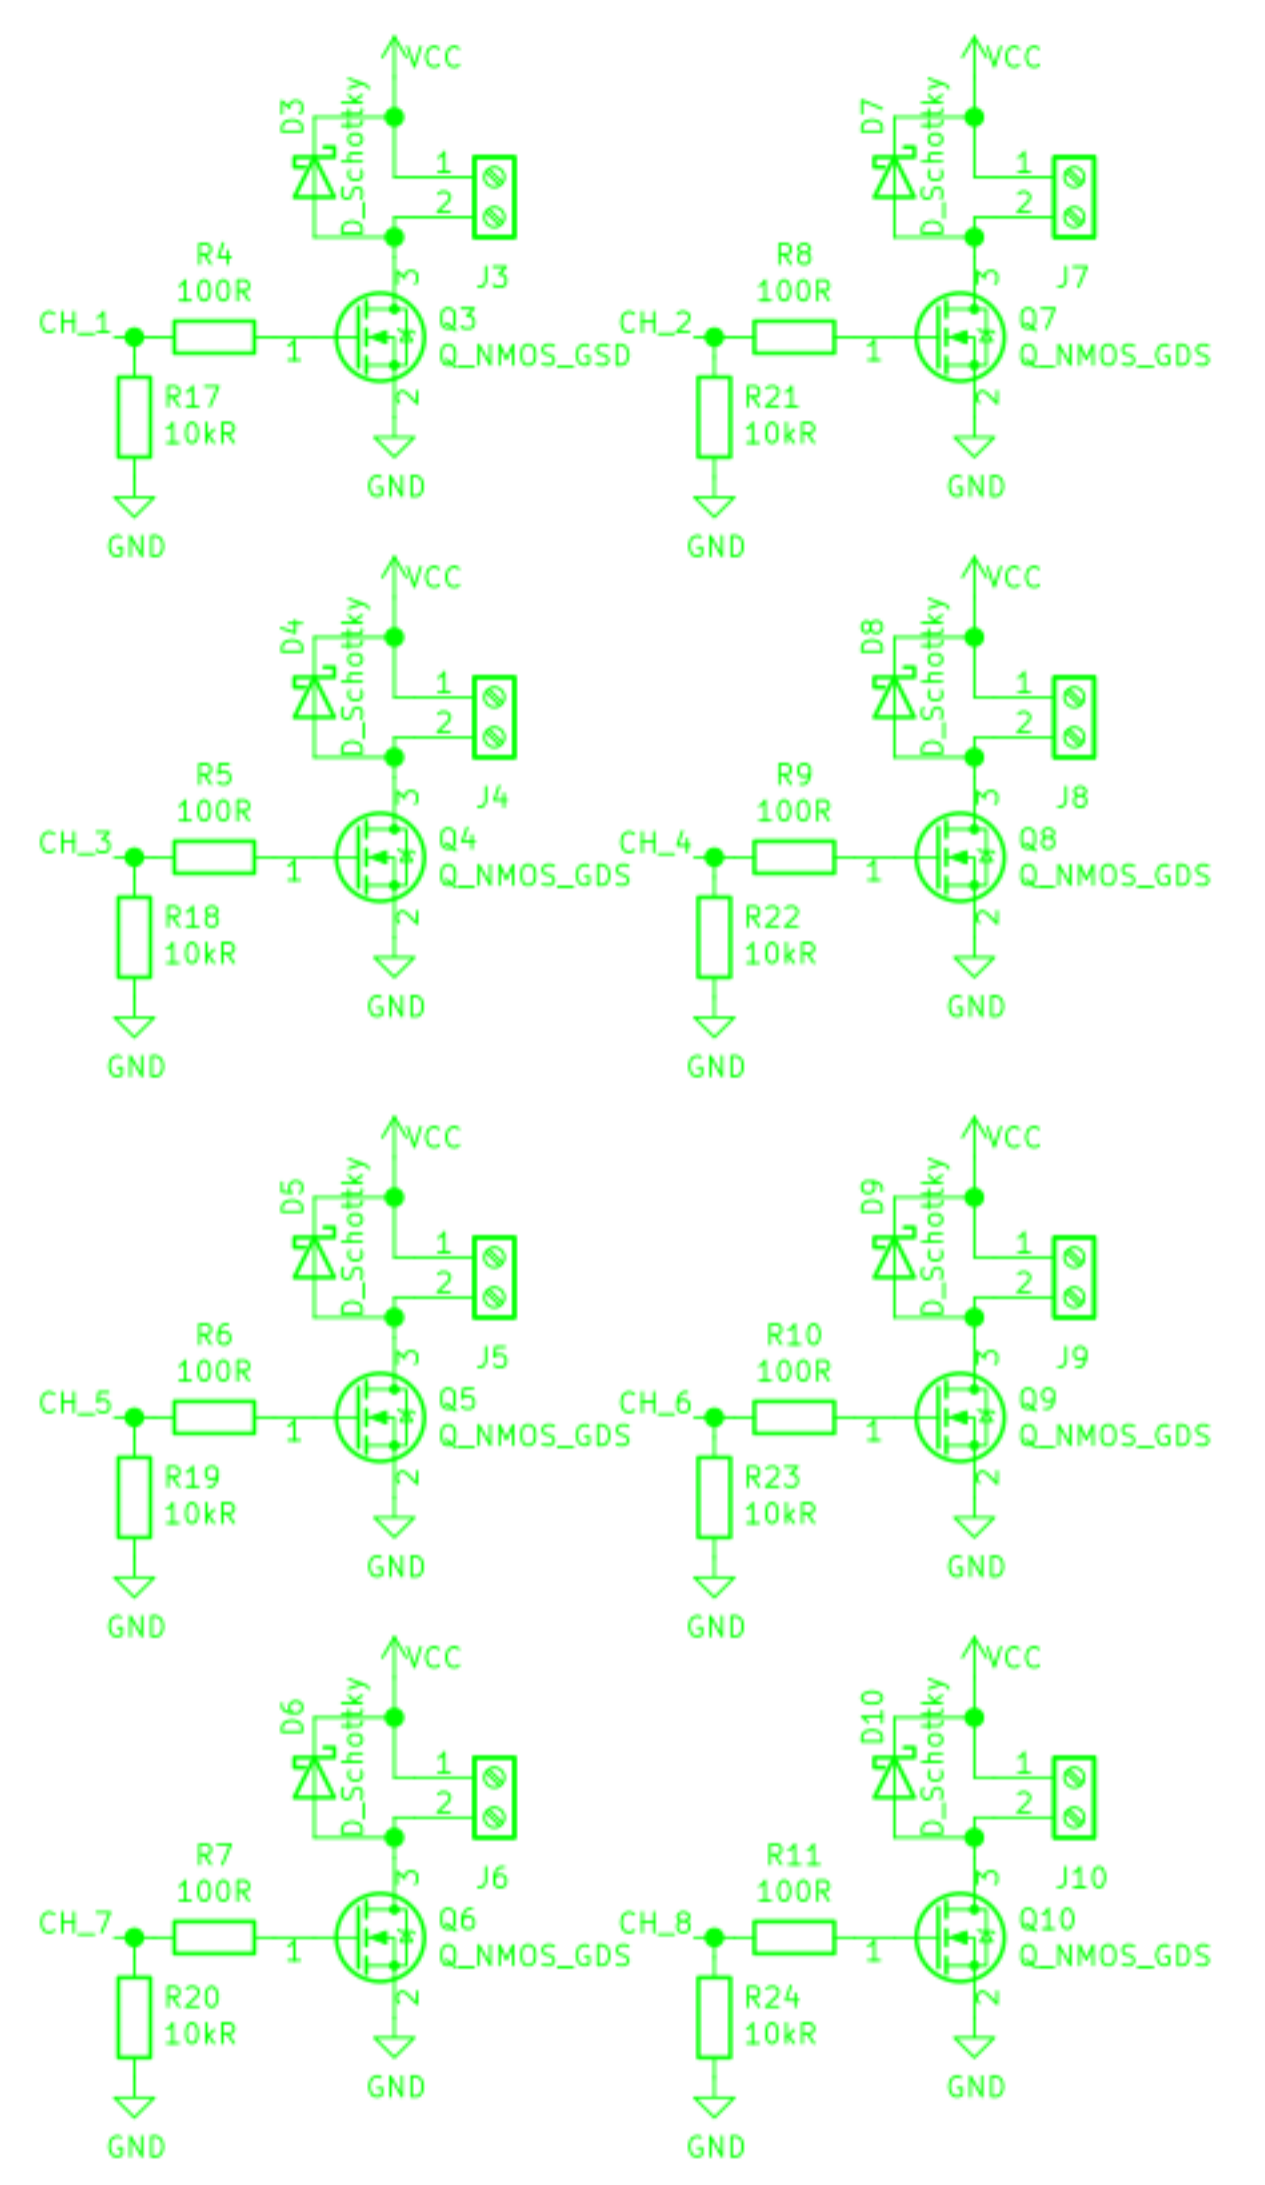 VCC
D3
D_Schottky
1
2
J3
R4
100R
CH_1
1
3
Q3
Q_NMOS_GSD
2
R17
10kR
GND
GND
VCC
D7
D_Schottky
1
2
J7
R8
100R
CH_2
1
3
Q7
Q_NMOS_GDS
2
R21
10kR
GND
GND
VCC
D4
D_Schottky
1
2
J4
R5
100R
CH_3
1
3
Q4
Q_NMOS_GDS
2
R18
10kR
GND
GND
VCC
D8
D_Schottky
1
2
J8
R9
100R
CH_4
1
3
Q8
Q_NMOS_GDS
2
R22
10kR
GND
GND
VCC
D5
D_Schottky
1
2
J5
R6
100R
CH_5
1
3
Q5
Q_NMOS_GDS
2
R19
10kR
GND
GND
VCC
D9
D_Schottky
1
2
J9
R10
100R
CH_6
1
3
Q9
Q_NMOS_GDS
2
R23
10kR
GND
GND
VCC
D6
D_Schottky
1
2
J6
R7
100R
CH_7
1
3
Q6
Q_NMOS_GDS
2
R20
10kR
GND
GND
VCC
D10
D_Schottky
1
2
J10
R11
100R
CH_8
1
3
Q10
Q_NMOS_GDS
2
R24
10kR
GND
GND